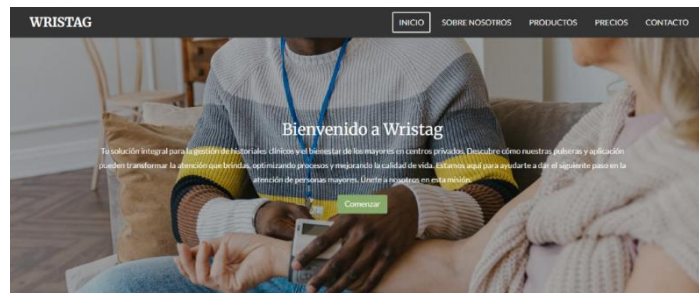 WRISTAG
INICIO SOBRE NOSOTROS PRODUCTOS PRECIOS CONTACTO
Bienvenido a Wristag
Tu solución integral para la gestión de historiales clínicos y el bienestar de los mayores en centros privados. Descubre cómo nuestras pulseras y aplicación
pueden transformar la atención que brindas, optimizando procesos y mejorando la calidad de vida. Estamos aquí para ayudarte a dar el siguiente paso en la
atención de personas mayores. Únete a nosotros en esta misión.
Comenzar